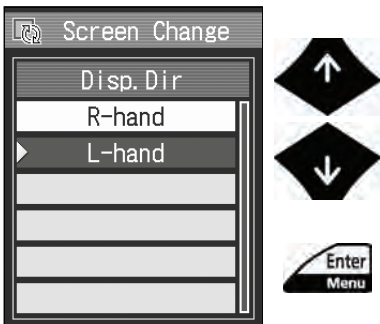 Screen Change
Disp.Dir
R-hand
L-hand
Enter
Menu